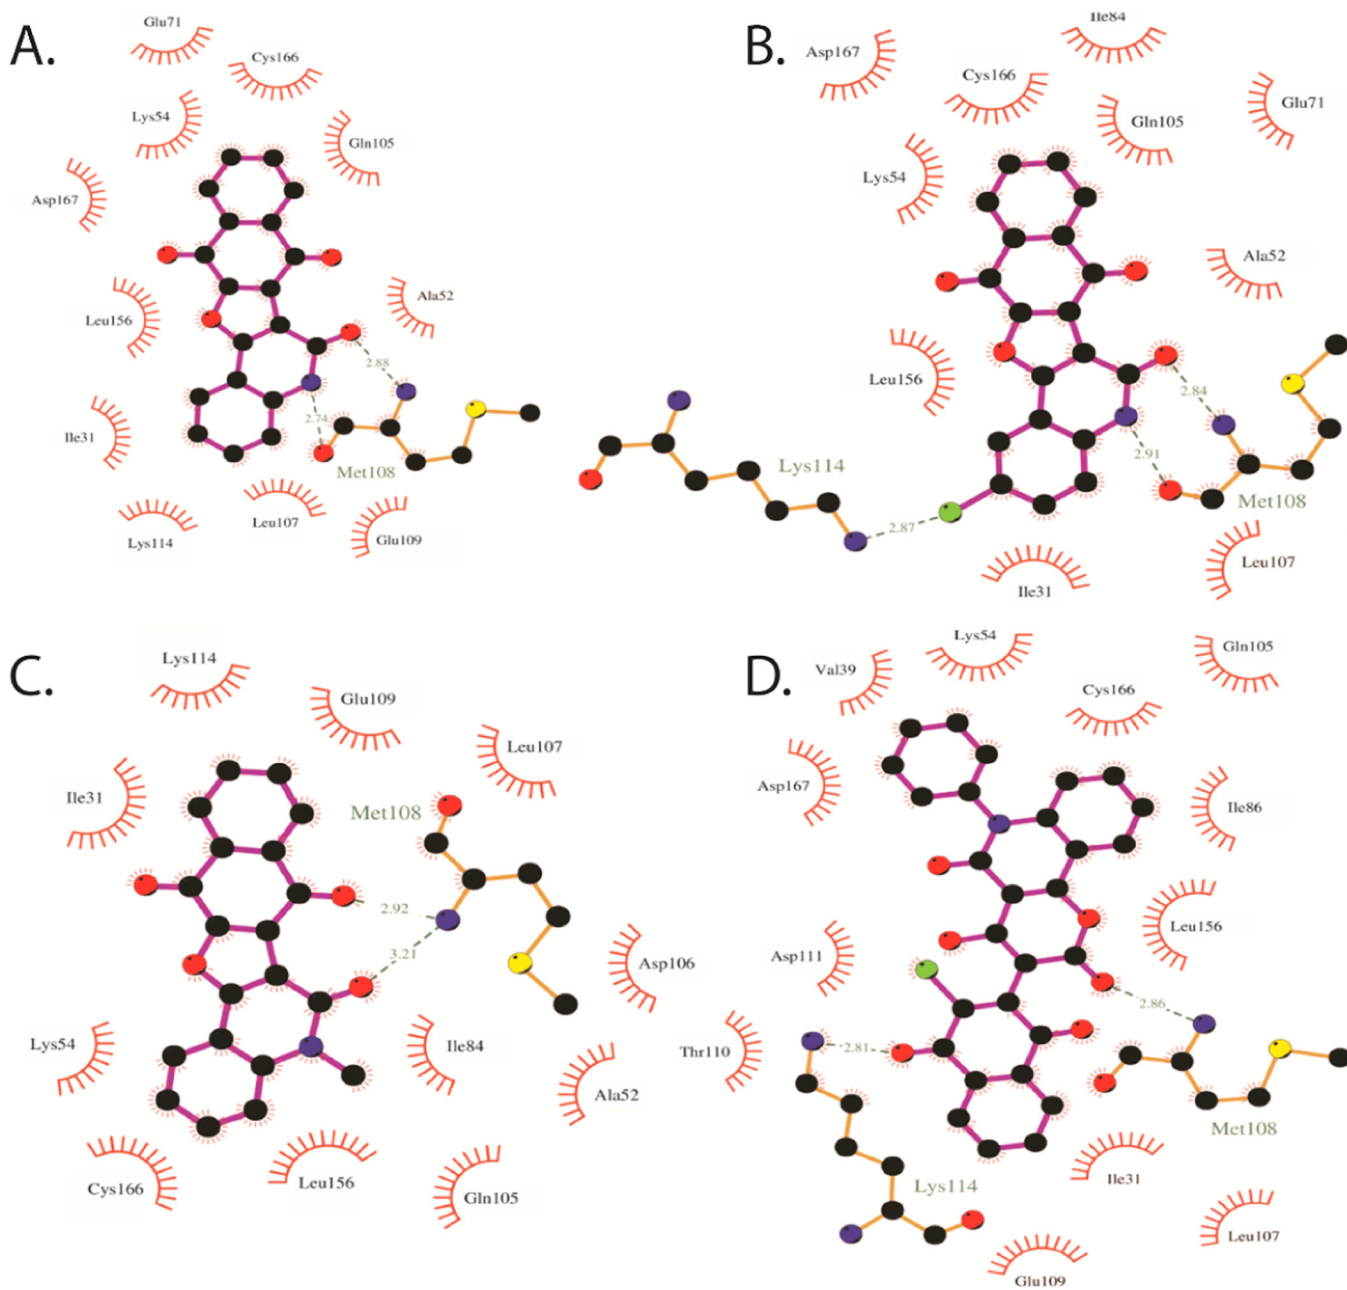 A.
Glu71
Cys166
Lys54
Gln105
Asp167
Ala52
Leu156
2.88
Ile31
2.74
Met108
Leu107
Lys114
Glu109
B.
Ile84
Asp167
Cys166
Glu71
Gln105
Lys54
Ala52
Leu156
2.84
Lys114
2.91
Met108
2.87
Leu107
Ile31
C.
Lys114
Glu109
Leu107
Ile31
Met108
2.92
3.21
Asp106
Lys54
Ile84
Ala52
Cys166
Leu156
Gln105
D.
Lys54
Gln105
Val39
Cys166
Asp167
Ile86
Leu156
Asp111
2.86
Thr110
2.81
Met108
Ile31
Lys114
Leu107
Glu109